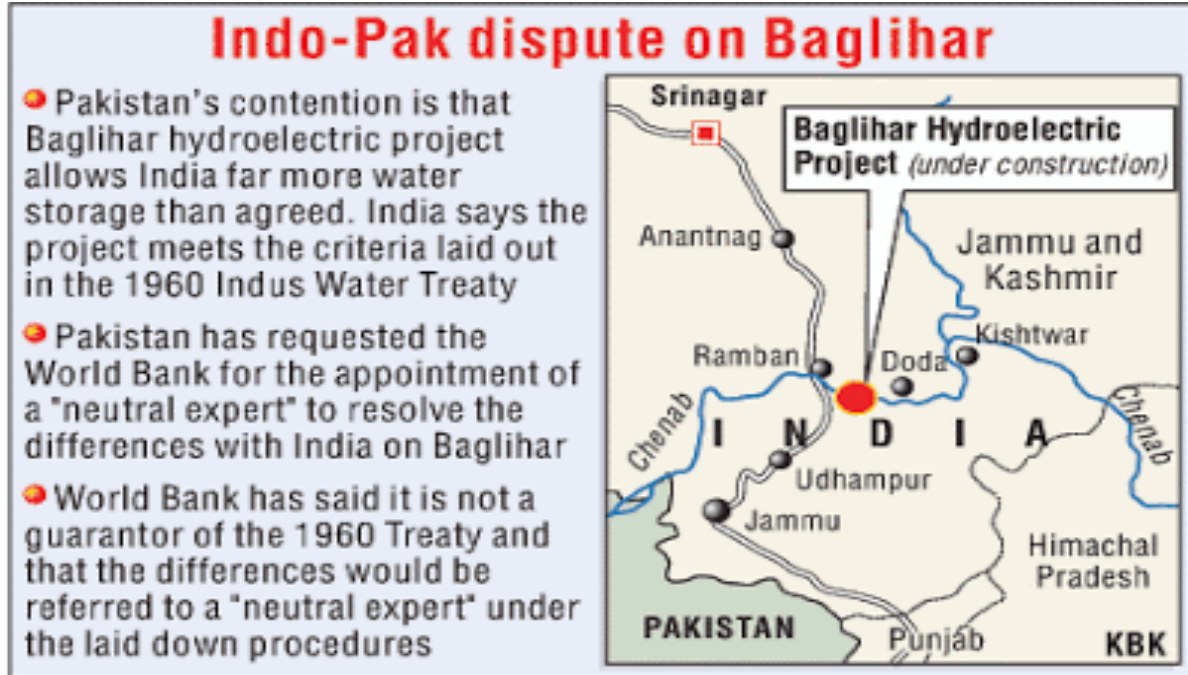 Indo-Pak dispute on Baglihar
Pakistan's contention is that
Baglihar hydroelectric project
allows India far more water
storage than agreed. India says the
project meets the criteria laid out
in the 1960 Indus Water Treaty
Pakistan has requested the
World Bank for the appointment of
a "neutral expert" to resolve the
differences with India on Baglihar
World Bank has said it is not a
guarantor of the 1960 Treaty and
that the differences would be
referred to a "neutral expert" under
the laid down procedures
Srinagar
Baglihar Hydroelectric
Project (under construction)
Anantnag
Jammu and
Kashmir
Kishtwar
Ramban
Doda
Chenab
INDIA
Chenab
Udhampur
Jammu
Himachal
Pradesh
PAKISTAN
Punjab
KBK